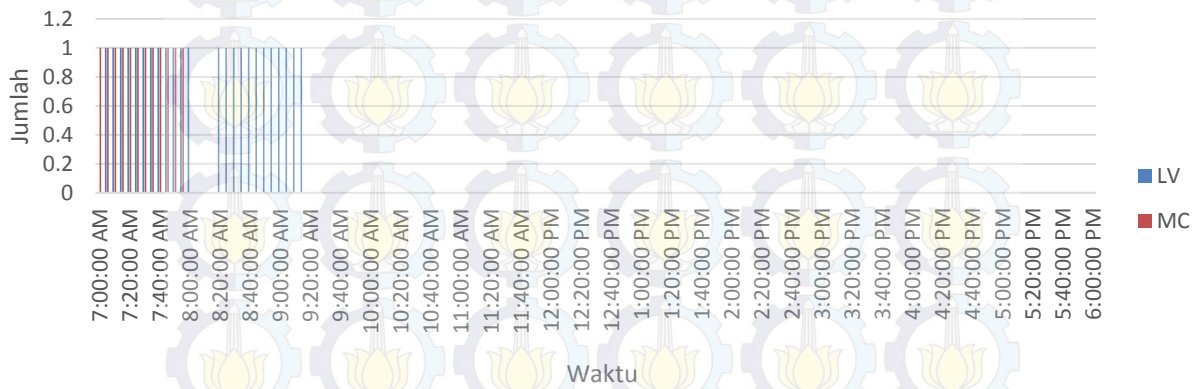 1.2
1
0.8
0.6
0.4
0.2
0
Jumlah
7:00:00 AM
7:20:00 AM
7:40:00 AM
8:00:00 AM
8:20:00 AM
8:40:00 AM
9:00:00 AM
9:20:00 AM
9:40:00 AM
10:00:00 AM
10:20:00 AM
10:40:00 AM
11:00:00 AM
11:20:00 AM
11:40:00 AM
12:00:00 PM
12:20:00 PM
12:40:00 PM
1:00:00 PM
1:20:00 PM
1:40:00 PM
2:00:00 PM
2:20:00 PM
2:40:00 PM
3:00:00 PM
3:20:00 PM
3:40:00 PM
4:00:00 PM
4:20:00 PM
4:40:00 PM
5:00:00 PM
5:20:00 PM
5:40:00 PM
6:00:00 PM
Waktu
LV
MC